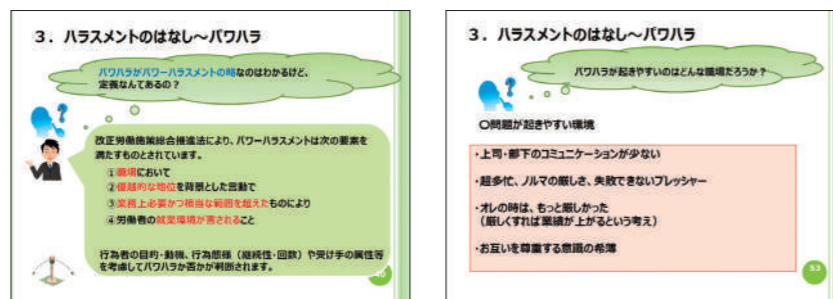 3．ハラスメントのはなし～パワハラ
パワハラがパワーハラスメントの略なのはわかるけど、
定義なんてあるの？
改正労働施策総合推進法により、パワーハラスメントは次の要素を
満たすものとされています。
①職場において
②優越的な地位を背景とした言動で
③業務上必要かつ相当な範囲を超えたものにより
④労働者の就業環境が害されること
行為者の目的・動機、行為態様（継続性・回数）や受け手の属性等
を考慮してパワハラか否かが判断されます。
3．ハラスメントのはなし～パワハラ
パワハラが起きやすいのはどんな職場だろうか？
〇問題が起きやすい環境
・上司・部下のコミュニケーションが少ない
・超多忙、ノルマの厳しさ、失敗できないプレッシャー
・オレの時は、もっと厳しかった
（厳しくすれば業績が上がるという考え）
・お互いを尊重する意識の希薄
53